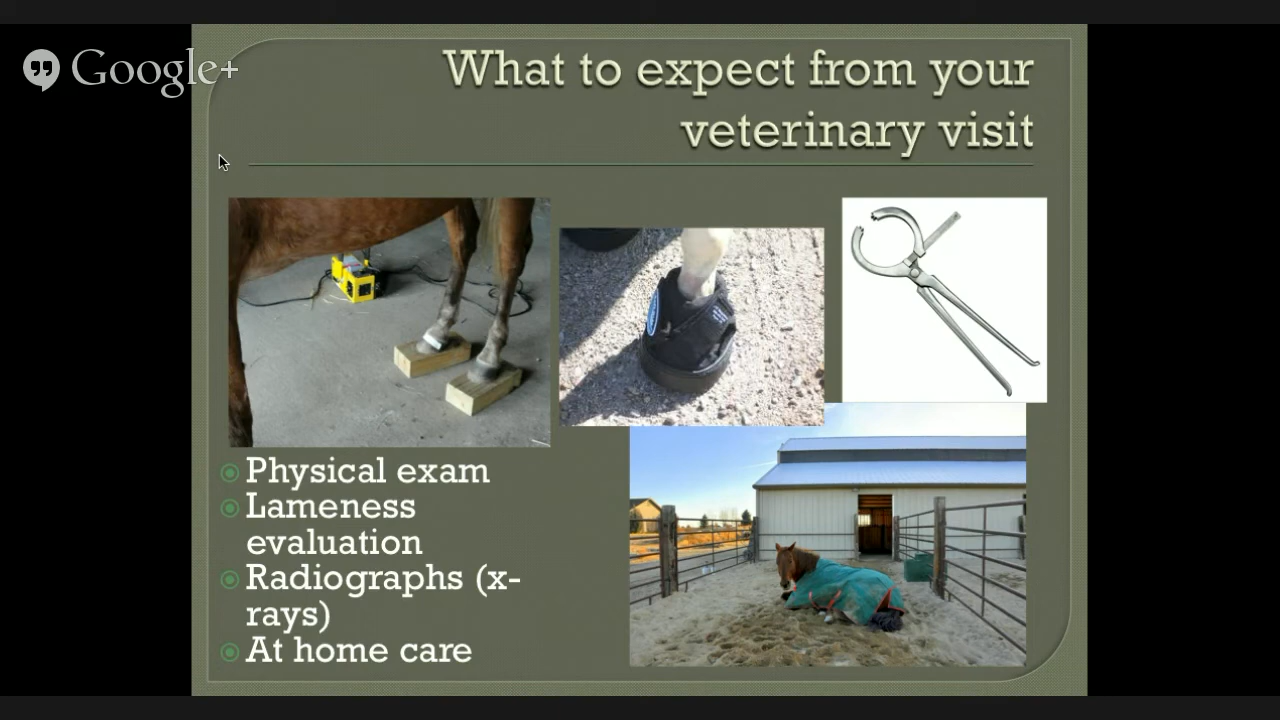 Google+
What to expect from your
veterinary visit
Physical exam
Lameness
evaluation
Radiographs (x-
rays)
At home care